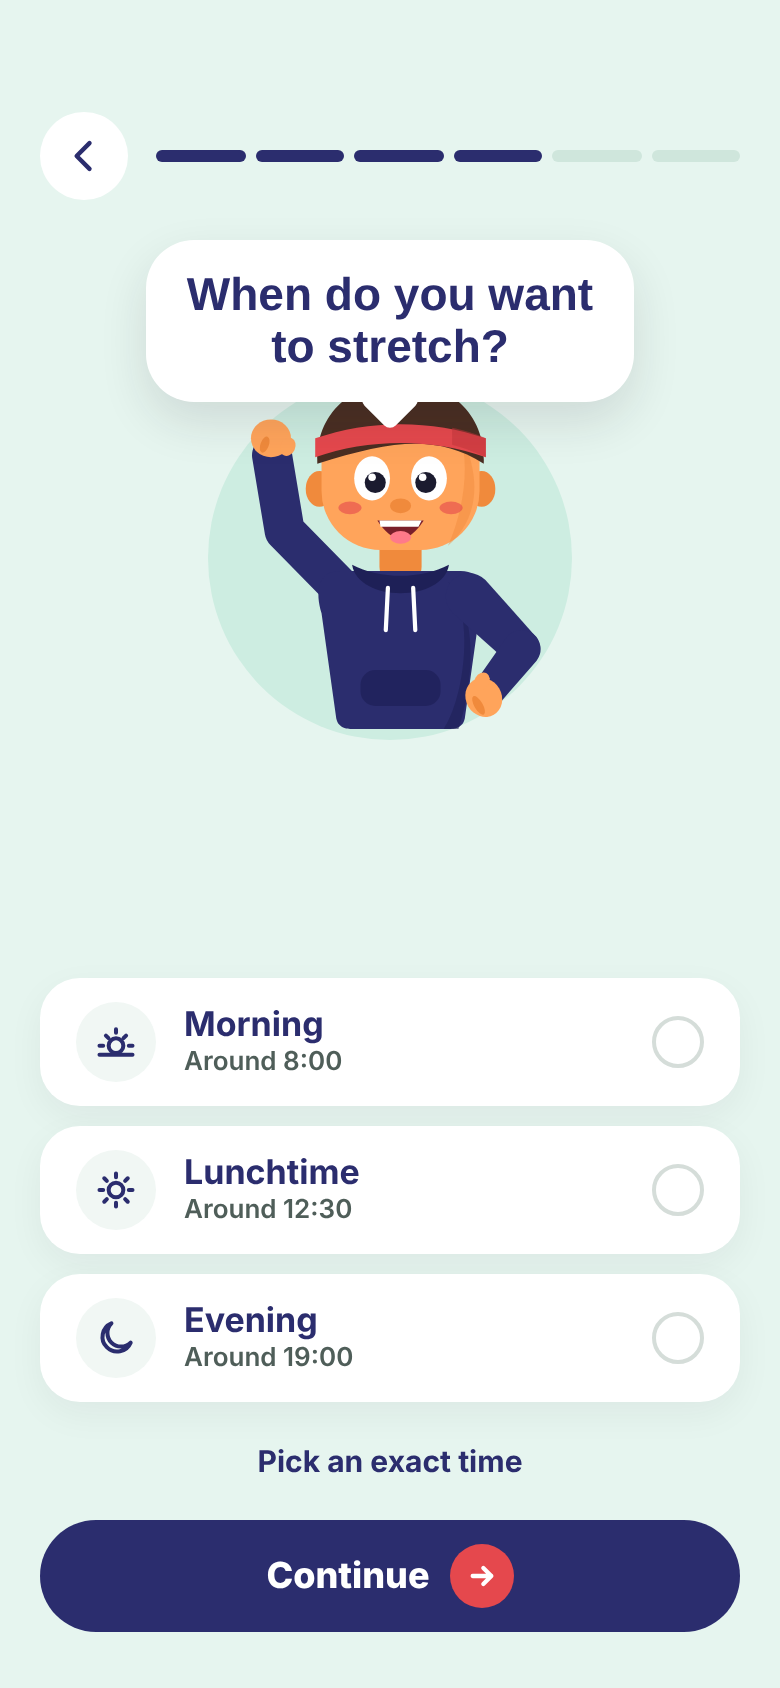 When do you want
to stretch?
Morning
Around 8:00
Lunchtime
Around 12:30
Evening
Around 19:00
Pick an exact time
Continue